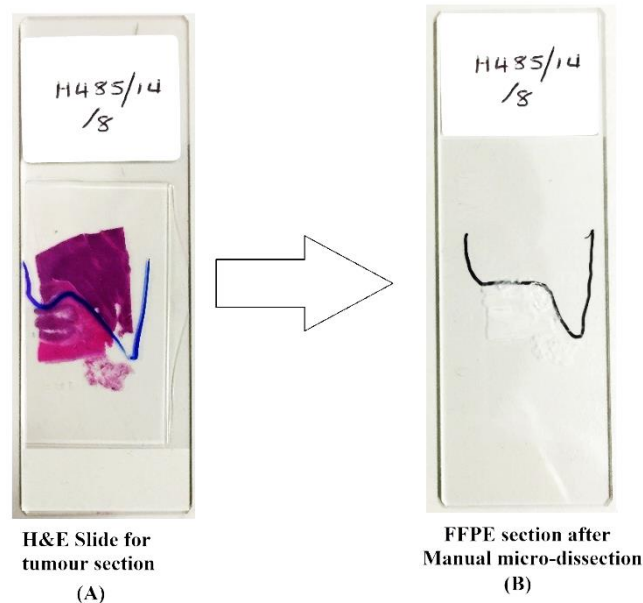 H485/14
/8
H485/14
/8
H&E Slide for
tumour section
(A)
FFPE section after
Manual micro-dissection
(B)